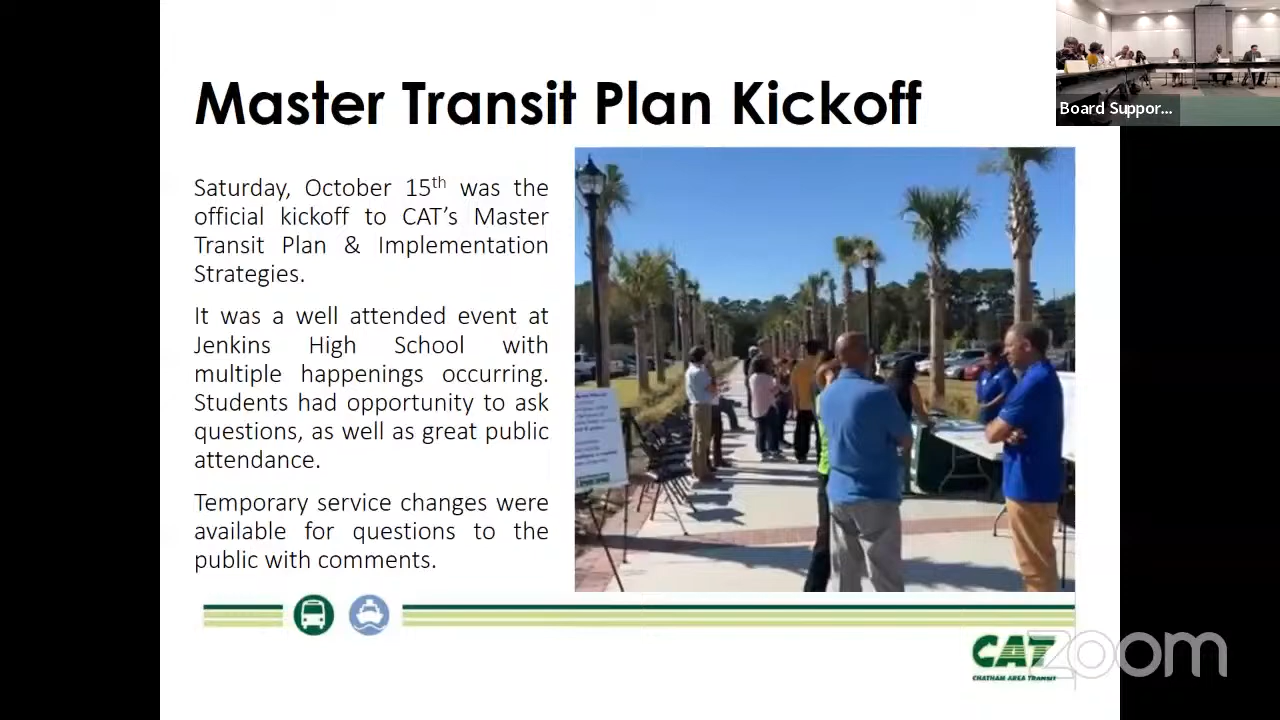 Master Transit Plan Kickoff
Board Suppor...
Saturday, October 15th was the
official kickoff to CAT’s Master
Transit Plan & Implementation
Strategies.
It was a well attended event at
Jenkins High School with
multiple happenings occurring.
Students had opportunity to ask
questions, as well as great public
attendance.
Temporary service changes were
available for questions to the
public with comments.
CAT
CHATHAM AREA TRANSIT
zoom